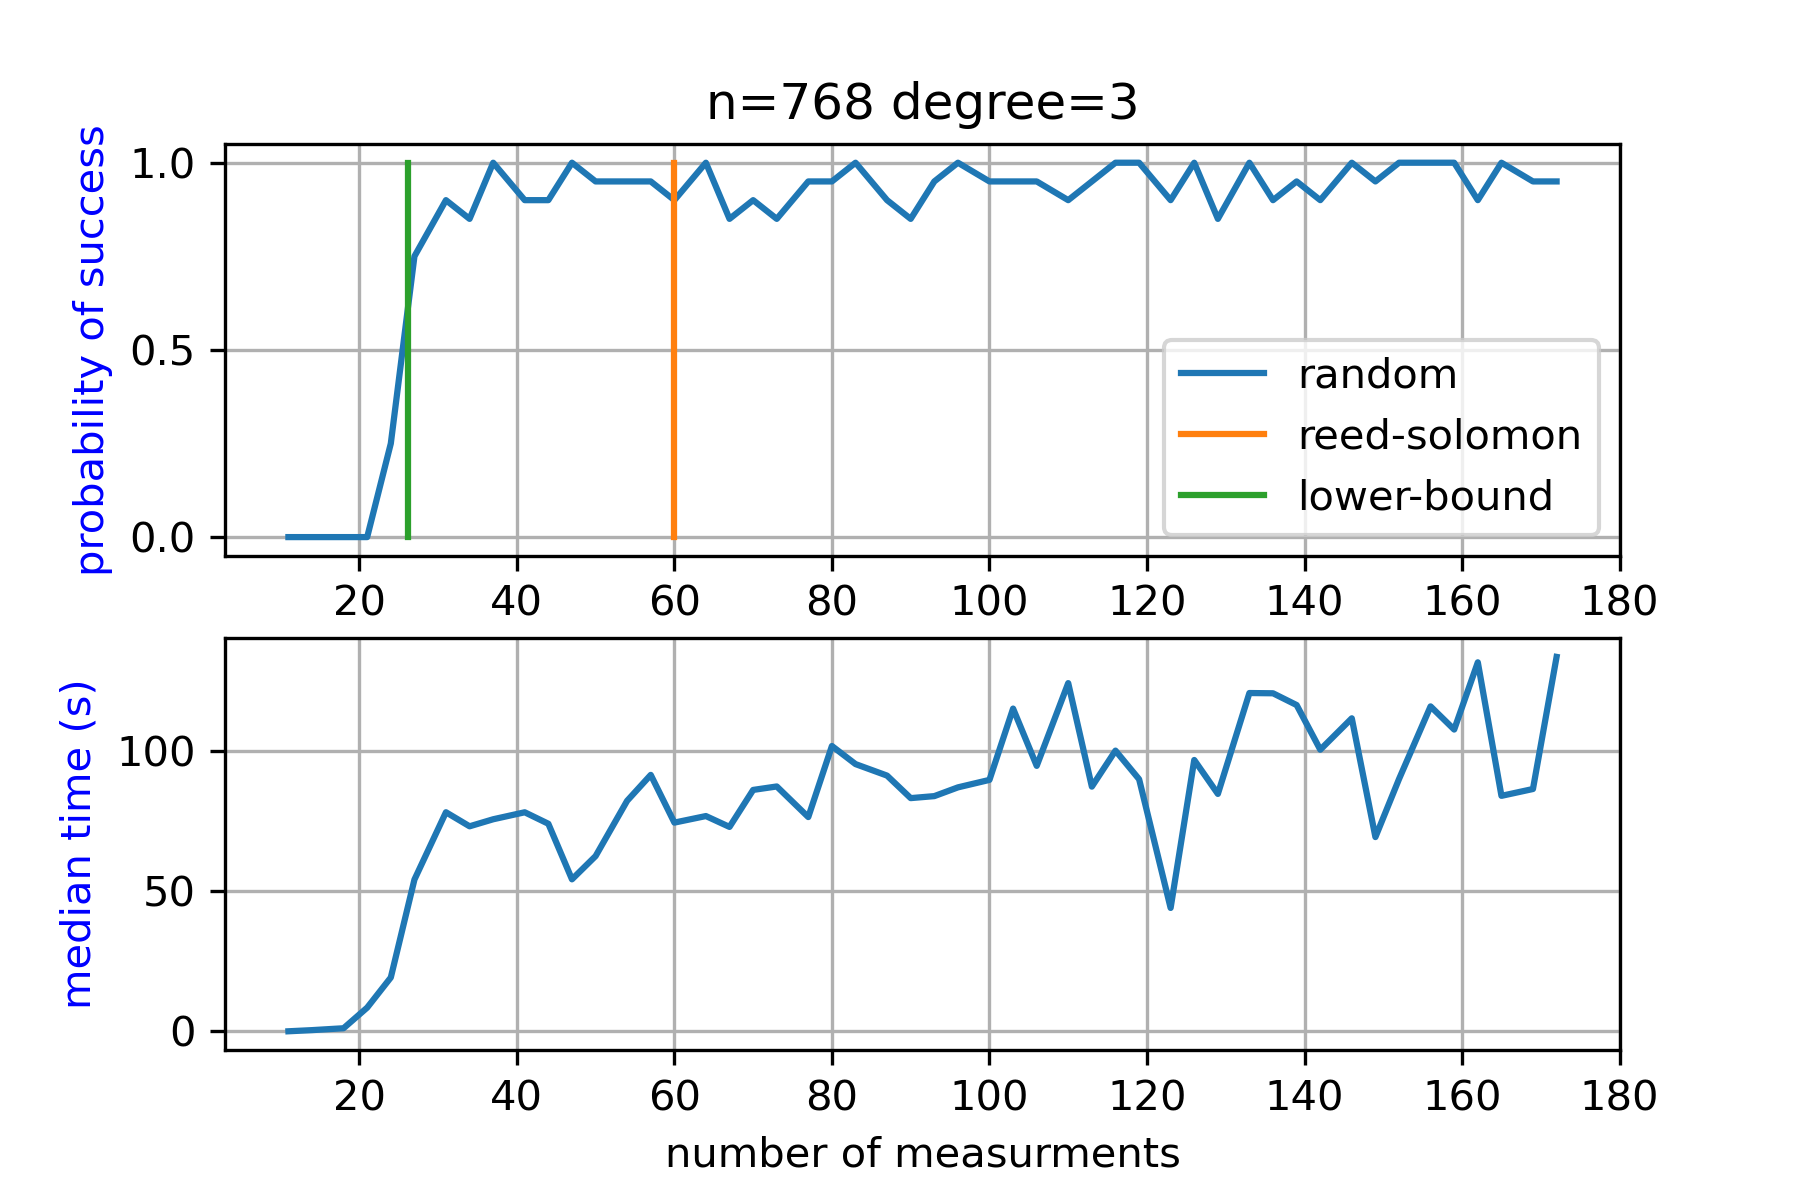 n=768 degree=3
probability of success
1.0
0.5
0.0
random
reed-solomon
lower-bound
20 40 60 80 100 120 140 160 180
median time (s)
100
50
0
20 40 60 80 100 120 140 160 180
number of measurments